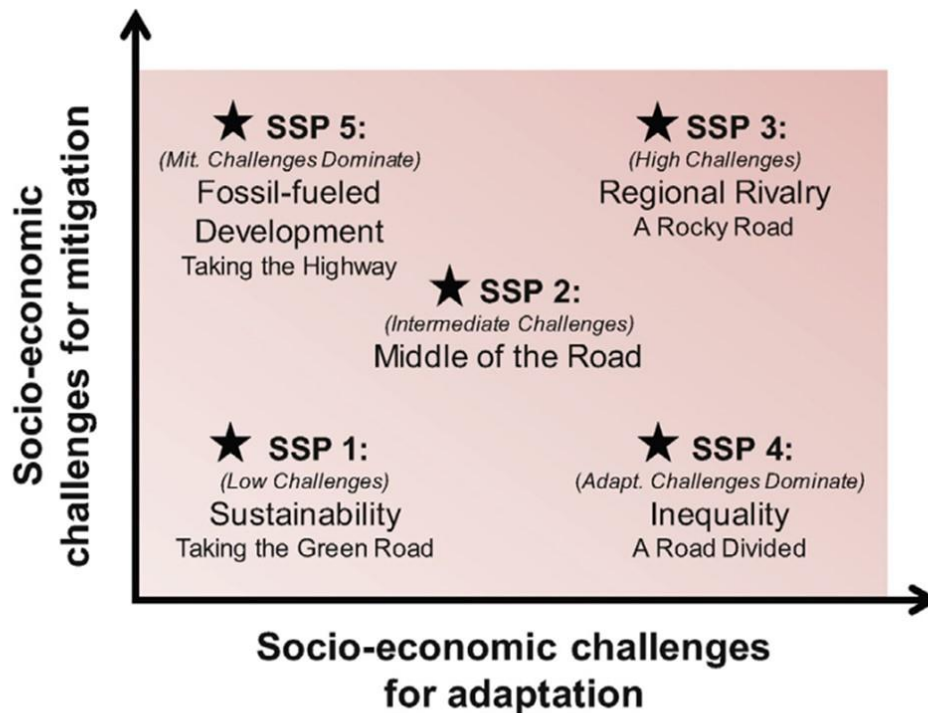 Socio-economic
challenges for mitigation
SSP 5:
(Mit. Challenges Dominate)
Fossil-fueled
Development
Taking the Highway
SSP 3:
(High Challenges)
Regional Rivalry
A Rocky Road
SSP 2:
(Intermediate Challenges)
Middle of the Road
SSP 1:
(Low Challenges)
Sustainability
Taking the Green Road
SSP 4:
(Adapt. Challenges Dominate)
Inequality
A Road Divided
Socio-economic challenges
for adaptation